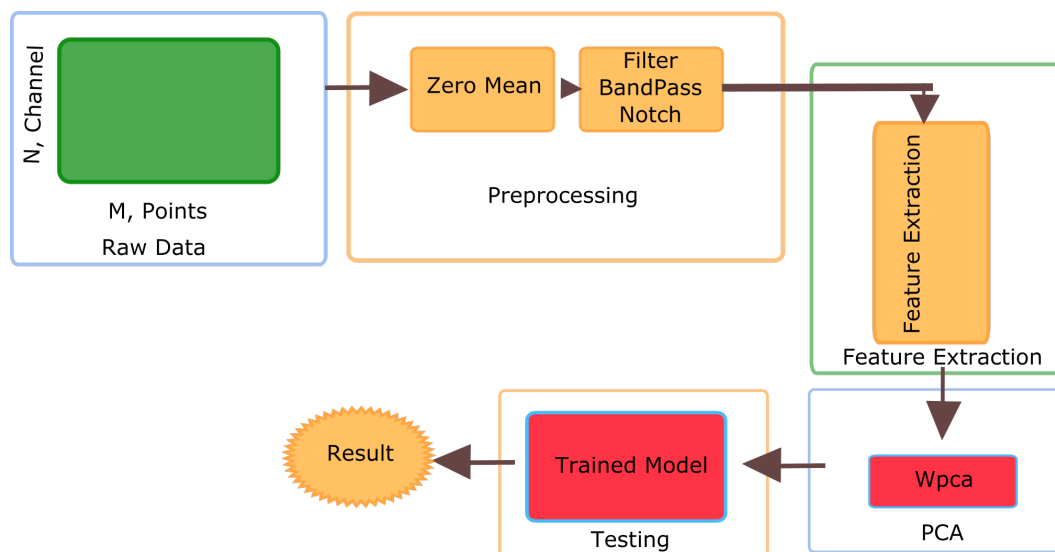 N, Channel
M, Points
Raw Data
Zero Mean
Filter
BandPass
Notch
Preprocessing
Feature Extraction
Feature Extraction
Wpca
PCA
Trained Model
Testing
Result